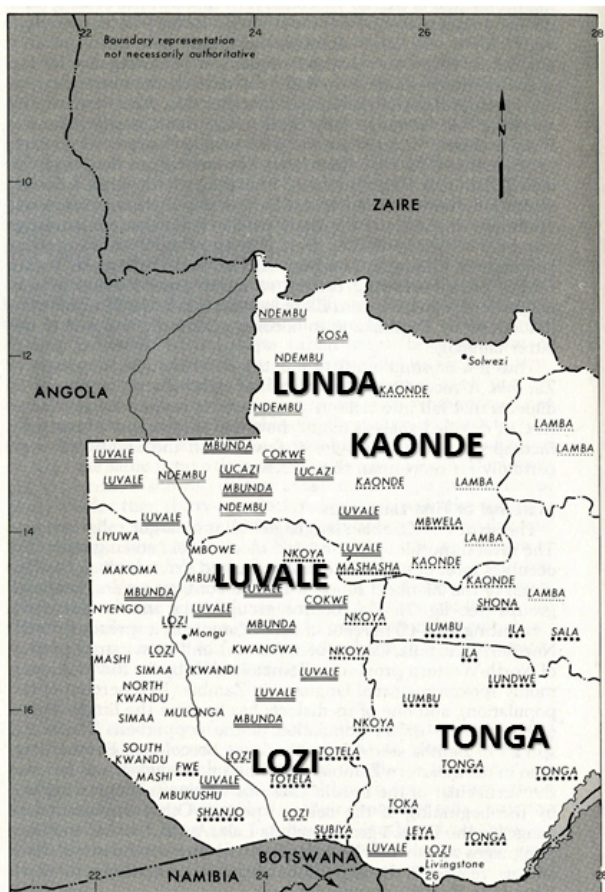 22 24 26 28
Boundary representation
not necessarily authoritative
N
10
ZAIRE
NDEMBU
KOSA
12
NDEMBU
Solwezi
ANGOLA
LUNDA
KAONDE
NDEMBU
LAMBA
KAONDE
LAMBA
MBUNDA
LUVALE
COKWE
NDEMBU
LUCAZI
LUCAZI
LUVALE
MBUNDA
KAONDE
LAMBA
NDEMBU
LUVALE
LUVALE
MBWELA
14
LIYUWA
MBOWE
NKOYA
LUVALE
LAMBA
MAKOMA
LUVALE
MASHASHA
KAONDE
KAONDE
MBUNDA
LAMBA
NYENGO
LUVALE
COKWE
SHONA
LOZI
MBUNDA
NKOYA
LUMBU
ILA
SALA
Mongu
MASHI
LOZI
KWANGWA
NKOYA
ILA
SIMAA
KWANDI
LUVALE
LUNDWE
NORTH
KWANDU
LUVALE
LUMBU
16
SIMAA
MULONGA
MBUNDA
NKOYA
TONGA
SOUTH
KWANDU
LOZI
LOZI
TOTELA
FWE
TONGA
TONGA
MASHI
LUVALE
TOTELA
MBUKUSHU
TOKA
SHANJO
LOZI
SUBIYA
LEYA
TONGA
LUVALE
LOZI
BOTSWANA
Livingstone
NAMIBIA
22 24 26 28